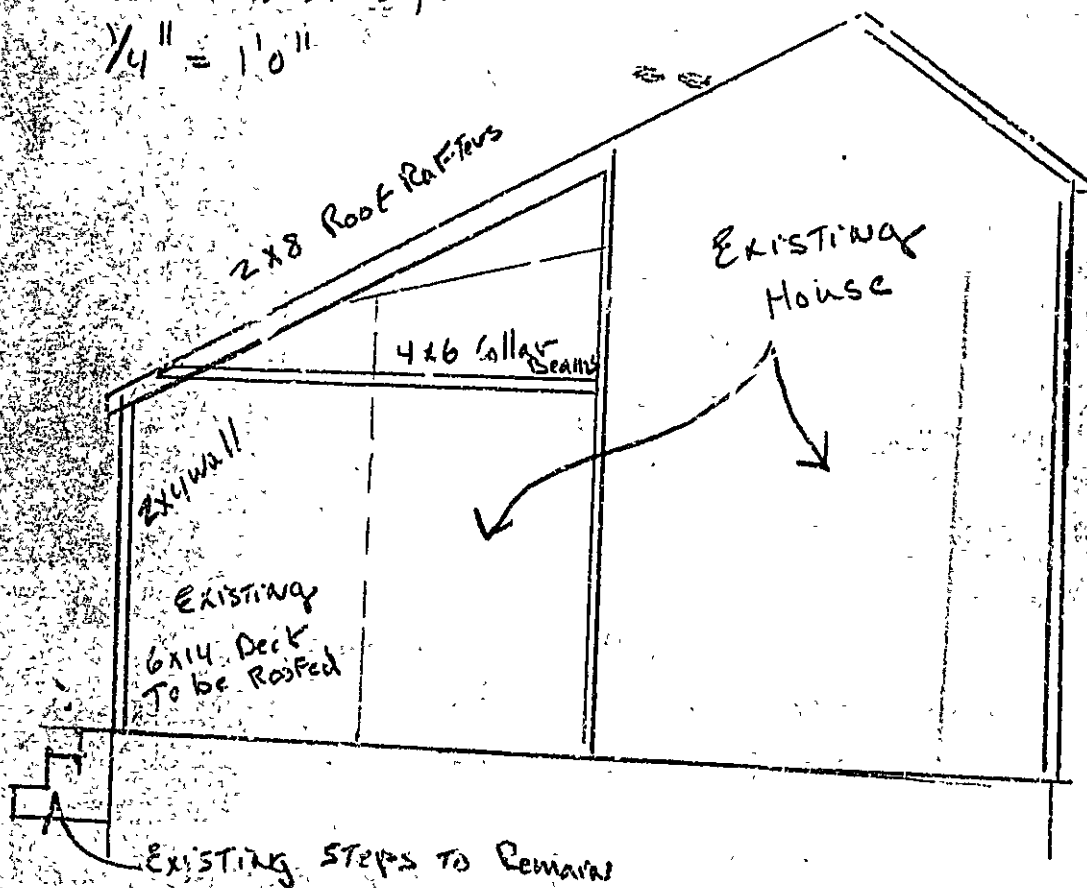 1/4" = 1'0"
2x8 Roof Rafters
Existing
House
4x6 Collar
Beams
2x4 wall
Existing
6x14 Deck
To be Roofed
Existing Steps To Remain